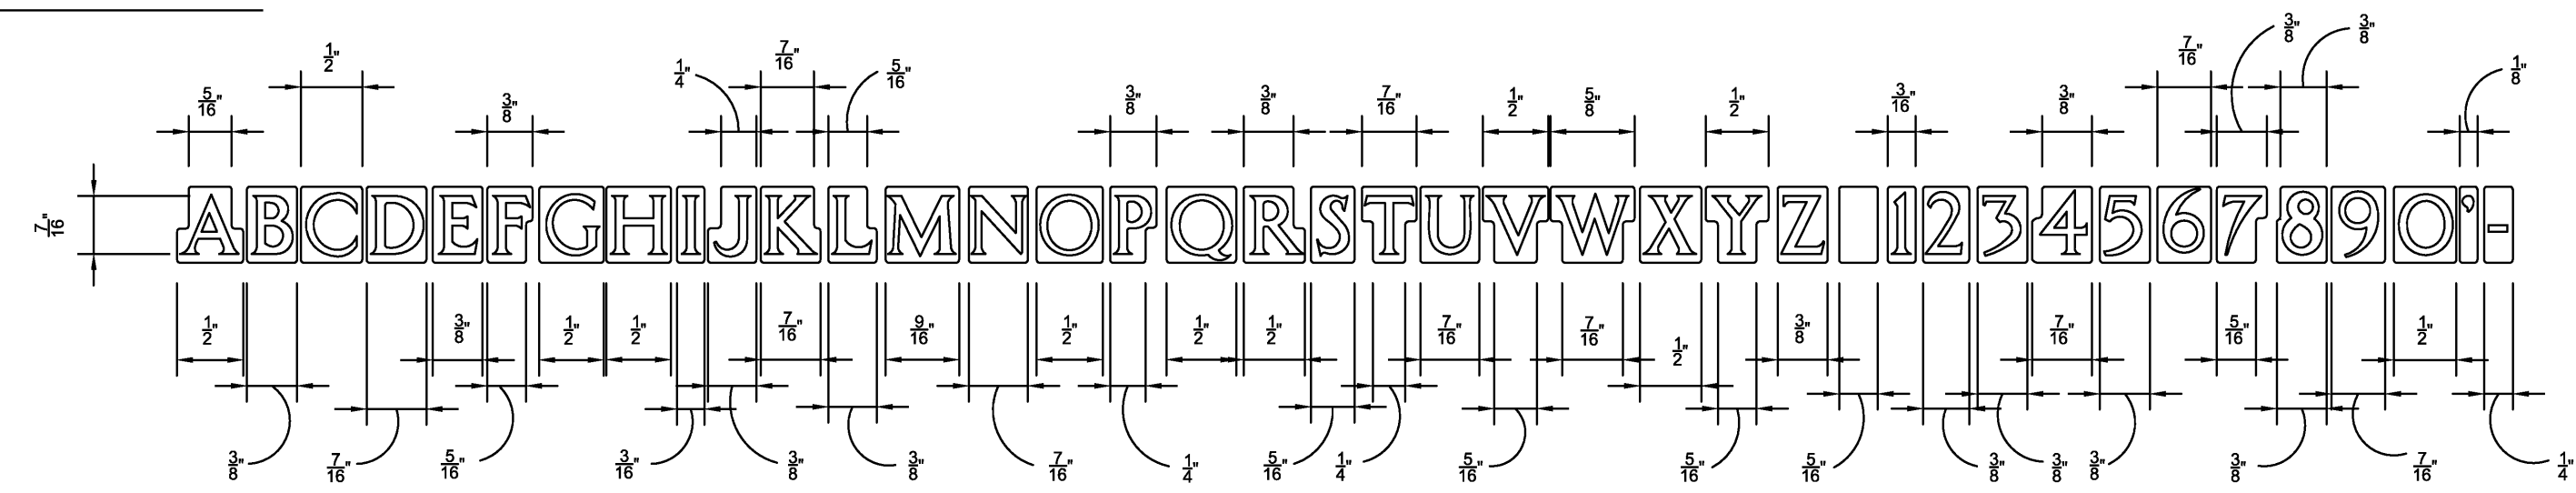 1/2" 7/16" 3/8" 3/8"
1/4" 5/16" 7/16" 1/8"
5/16" 3/8" 3/8" 3/8" 7/16" 1/2" 5/8" 1/2" 3/16" 3/8"
7/16" ABCDEFGHIJKLMNOPQRSTUVWXYZ 1234567890'-
1/2" 3/8" 1/2" 1/2" 7/16" 9/16" 1/2" 1/2" 1/2" 7/16" 7/16" 1/2" 3/8" 7/16" 5/16" 1/2"
3/8" 7/16" 5/16" 3/16" 3/8" 3/8" 7/16" 1/4" 5/16" 1/4" 5/16" 5/16" 5/16" 3/8" 3/8" 3/8" 3/8" 7/16" 1/4"